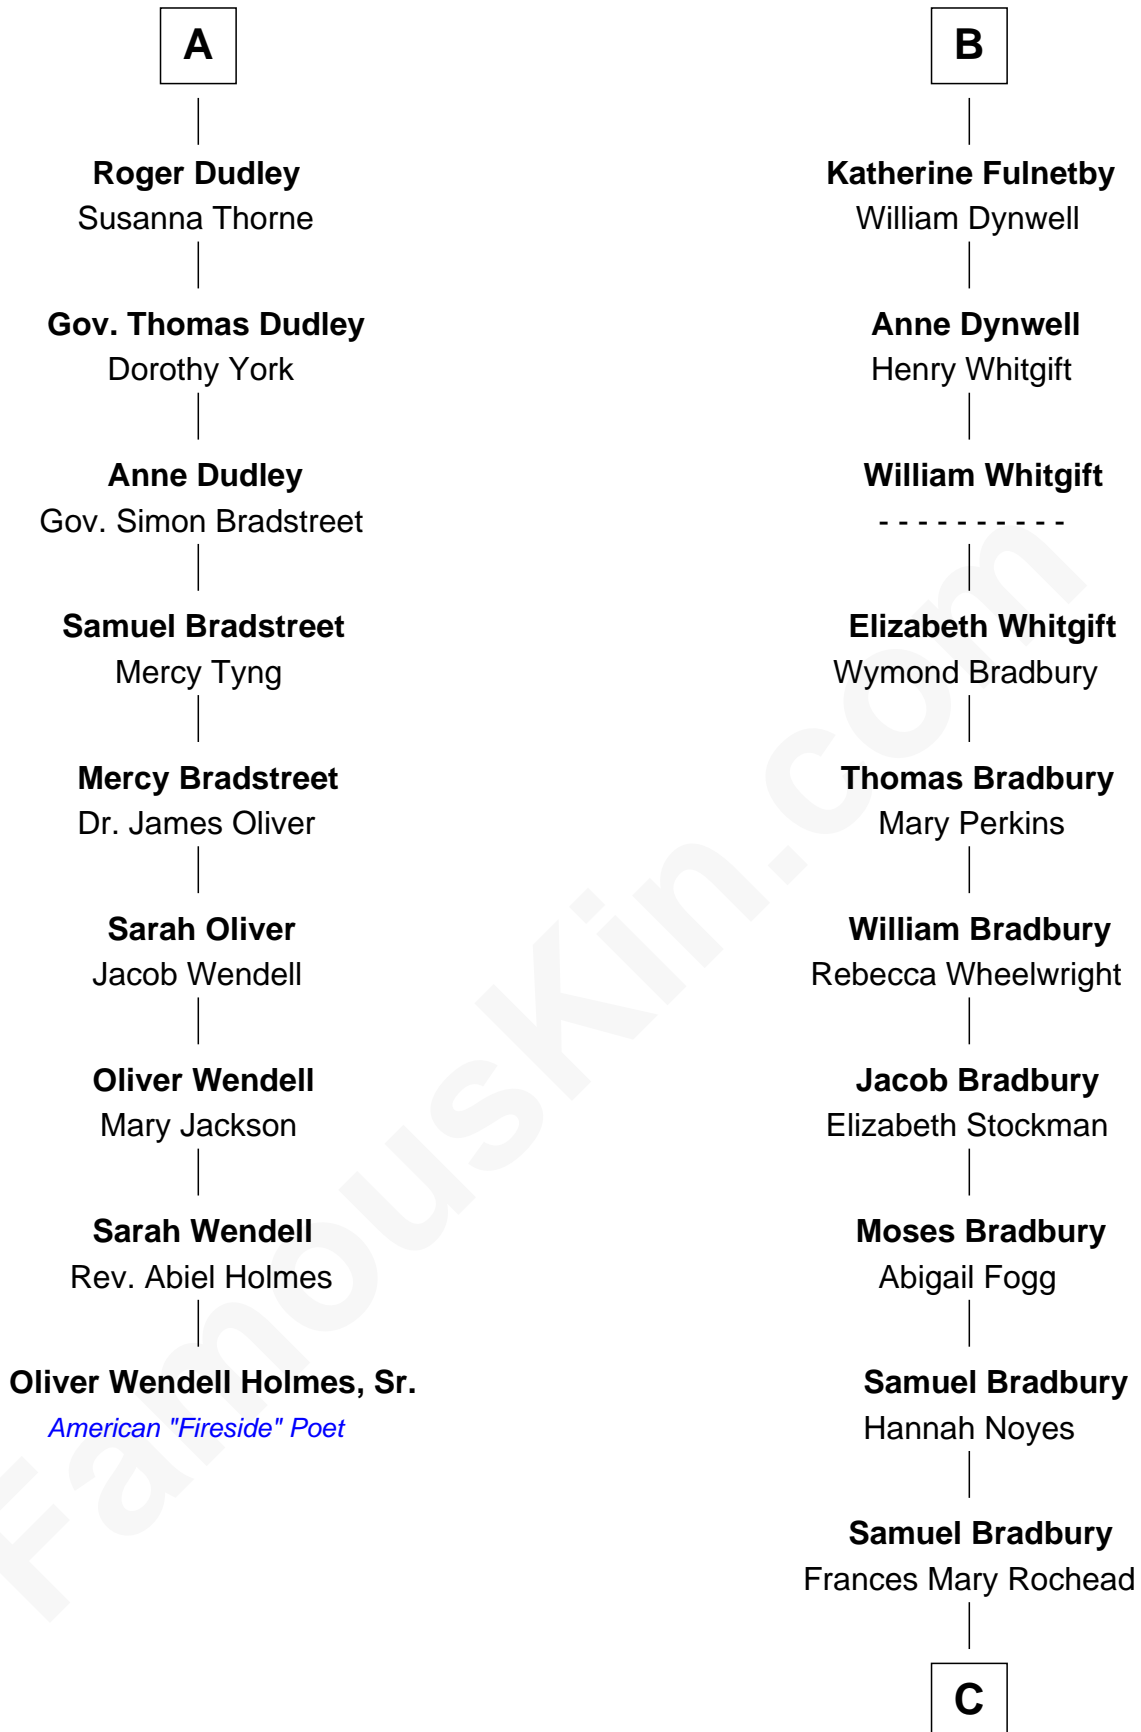 A
Roger Dudley
Susanna Thorne
Gov. Thomas Dudley
Dorothy York
Anne Dudley
Gov. Simon Bradstreet
Samuel Bradstreet
Mercy Tyng
Mercy Bradstreet
Dr. James Oliver
Sarah Oliver
Jacob Wendell
Oliver Wendell
Mary Jackson
Sarah Wendell
Rev. Abiel Holmes
Oliver Wendell Holmes, Sr.
American "Fireside" Poet
B
Katherine Fulnetby
William Dynwell
Anne Dynwell
Henry Whitgift
William Whitgift
- - - - - - - - - -
Elizabeth Whitgift
Wymond Bradbury
Thomas Bradbury
Mary Perkins
William Bradbury
Rebecca Wheelwright
Jacob Bradbury
Elizabeth Stockman
Moses Bradbury
Abigail Fogg
Samuel Bradbury
Hannah Noyes
Samuel Bradbury
Frances Mary Rochead
C
FamousKin.com